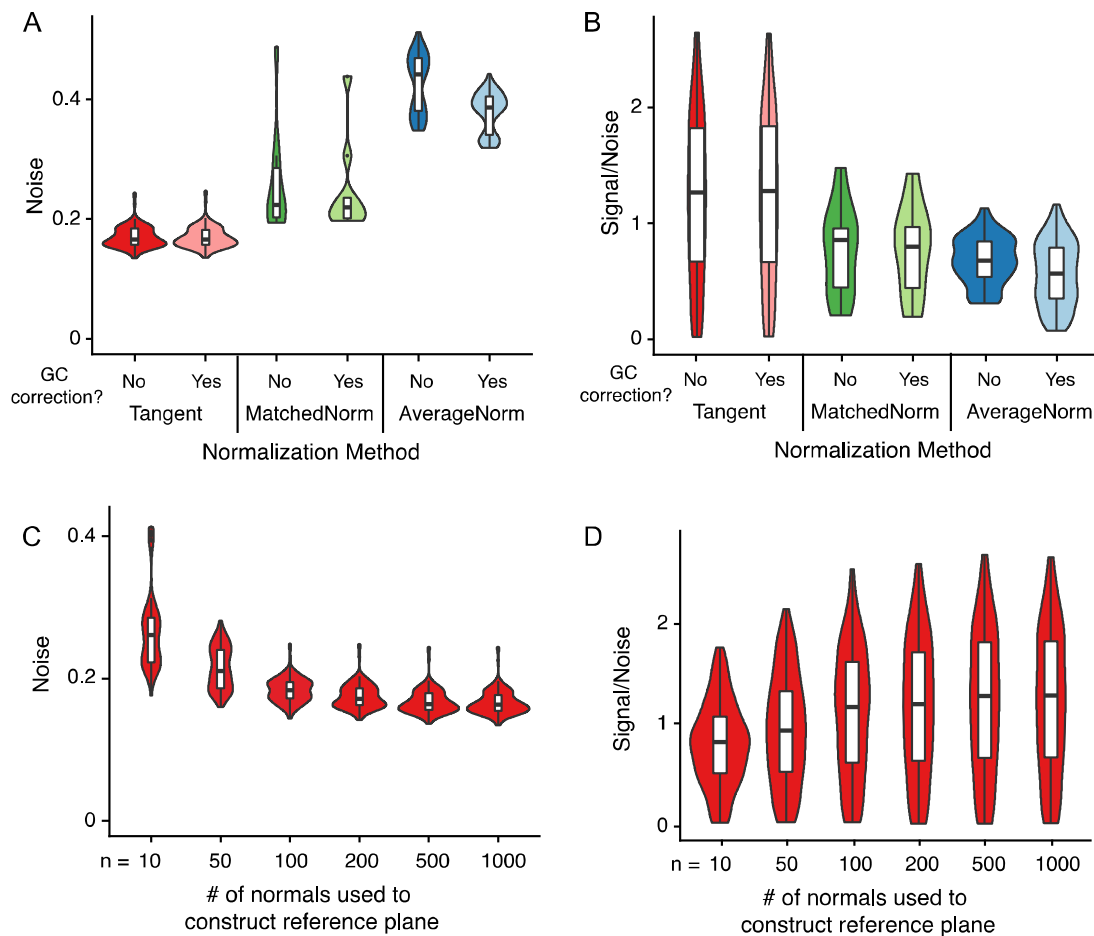 A
Noise
0.4
0.2
0
GC
correction?
No Yes No Yes No Yes
Tangent MatchedNorm AverageNorm
Normalization Method
B
Signal/Noise
2
1
0
GC
correction?
No Yes No Yes No Yes
Tangent MatchedNorm AverageNorm
Normalization Method
C
Noise
0.4
0.2
0
n = 10 50 100 200 500 1000
# of normals used to
construct reference plane
D
Signal/Noise
2
1
0
n = 10 50 100 200 500 1000
# of normals used to
construct reference plane